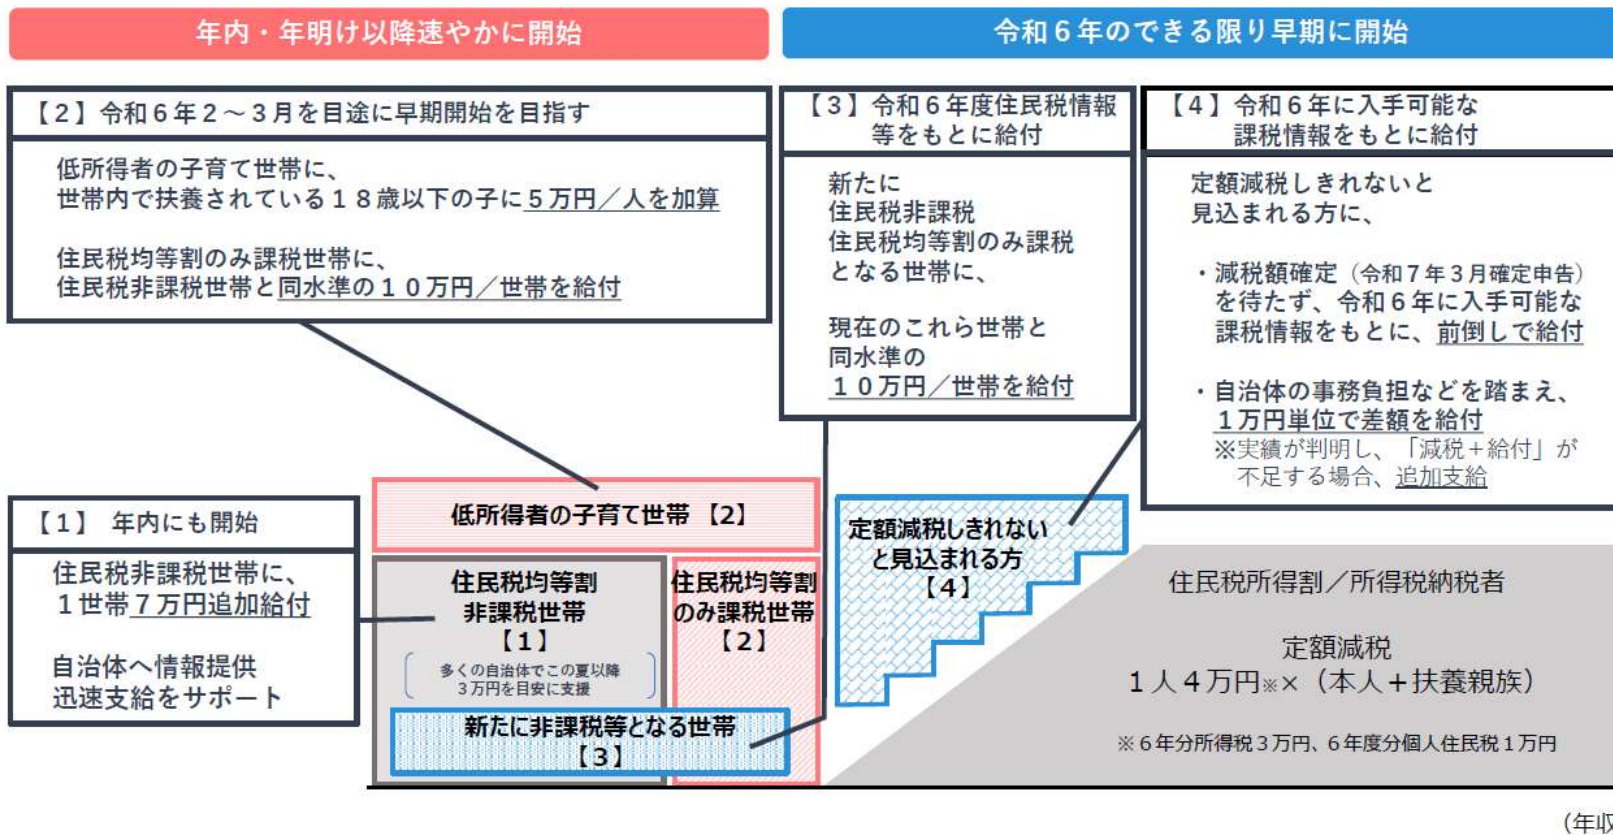 年内・年明け以降速やかに開始
令和６年のできる限り早期に開始
【２】令和６年２～３月を目途に早期開始を目指す
低所得者の子育て世帯に、
世帯内で扶養されている１８歳以下の子に５万円／人を加算
住民税均等割のみ課税世帯に、
住民税非課税世帯と同水準の１０万円／世帯を給付
【３】令和６年度住民税情報
等をもとに給付
新たに
住民税非課税
住民税均等割のみ課税
となる世帯に、
現在のこれら世帯と
同水準の
１０万円／世帯を給付
【４】令和６年に入手可能な
課税情報をもとに給付
定額減税しきれないと
見込まれる方に、
・減税額確定（令和７年３月確定申告）
を待たず、令和６年に入手可能な
課税情報をもとに、前倒しで給付
・自治体の事務負担などを踏まえ、
１万円単位で差額を給付
※実績が判明し、「減税＋給付」が
不足する場合、追加支給
【１】 年内にも開始
住民税非課税世帯に、
１世帯７万円追加給付
自治体へ情報提供
迅速支給をサポート
低所得者の子育て世帯【２】
住民税均等割
非課税世帯
【１】
多くの自治体でこの夏以降
３万円を目安に支援
住民税均等割
のみ課税世帯
【２】
新たに非課税等となる世帯
【３】
定額減税しきれない
と見込まれる方
【４】
住民税所得割／所得税納税者
定額減税
１人４万円※×（本人＋扶養親族）
※６年分所得税３万円、６年度分個人住民税１万円
（年収